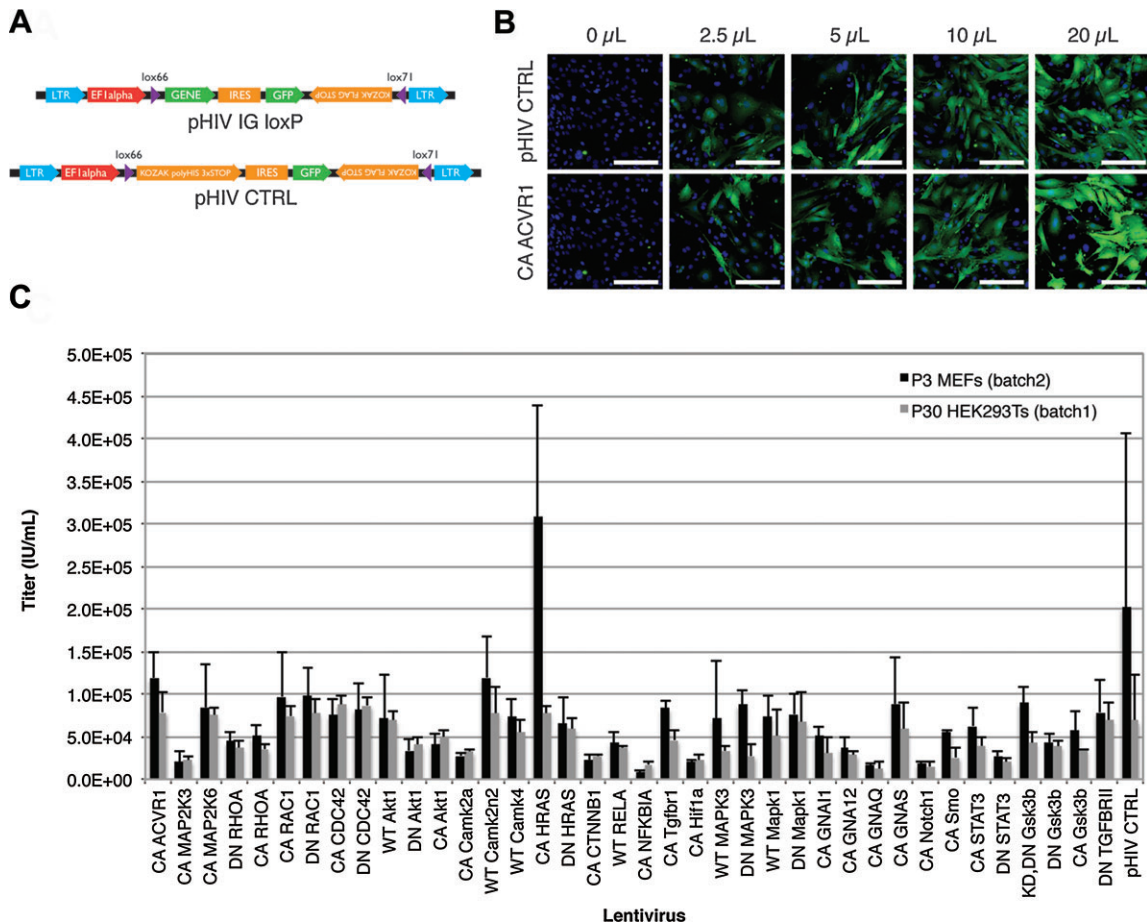 A
lox66
lox71
LTR
EF1alpha
GENE
IRES
GFP
KOZAK FLAG STOP
LTR
pHIV IG loxP
lox66
lox71
LTR
EF1alpha
KOZAK polyHIS 3xSTOP
IRES
GFP
KOZAK FLAG STOP
LTR
pHIV CTRL
B
0 µL
2.5 µL
5 µL
10 µL
20 µL
pHIV CTRL
CA ACVR1
C
5.0E+05
4.5E+05
4.0E+05
3.5E+05
3.0E+05
2.5E+05
2.0E+05
1.5E+05
1.0E+05
5.0E+04
0.0E+00
Titer (IU/mL)
P3 MEFs (batch2)
P30 HEK293Ts (batch1)
CA ACVR1
CA MAP2K3
CA MAP2K6
DN RHOA
CA RHOA
CA RAC1
DN RAC1
CA CDC42
DN CDC42
WT Akt1
DN Akt1
CA Akt1
CA Camk2a
WT Camk2n2
WT Camk4
CA HRAS
DN HRAS
CA CTNNB1
WT RELA
CA NFKBIA
CA Tgfbr1
CA Hif1a
WT MAPK3
DN MAPK3
WT Mapk1
DN Mapk1
CA GNAI1
CA GNA12
CA GNAQ
CA GNAS
CA Notch1
CA Smo
CA STAT3
DN STAT3
KD,DN Gsk3b
DN Gsk3b
CA Gsk3b
DN TGFBRII
pHIV CTRL
Lentivirus